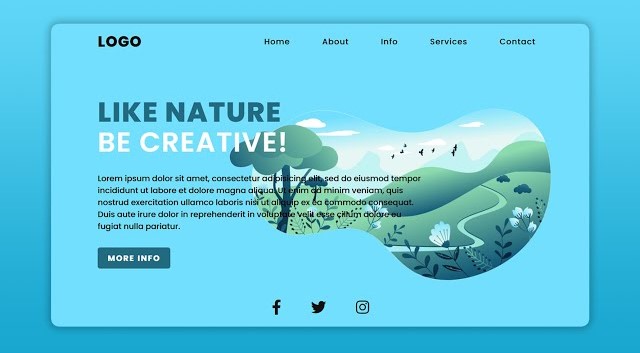 LOGO
Home About Info Services Contact
LIKE NATURE
BE CREATIVE!
Lorem ipsum dolor sit amet, consectetur adipisicing elit, sed do eiusmod tempor
incididunt ut labore et dolore magna aliqua. Ut enim ad minim veniam, quis
nostrud exercitation ullamco laboris nisi ut aliquip ex ea commodo consequat.
Duis aute irure dolor in reprehenderit in voluptate velit esse cillum dolore eu
fugiat nulla pariatur.
MORE INFO